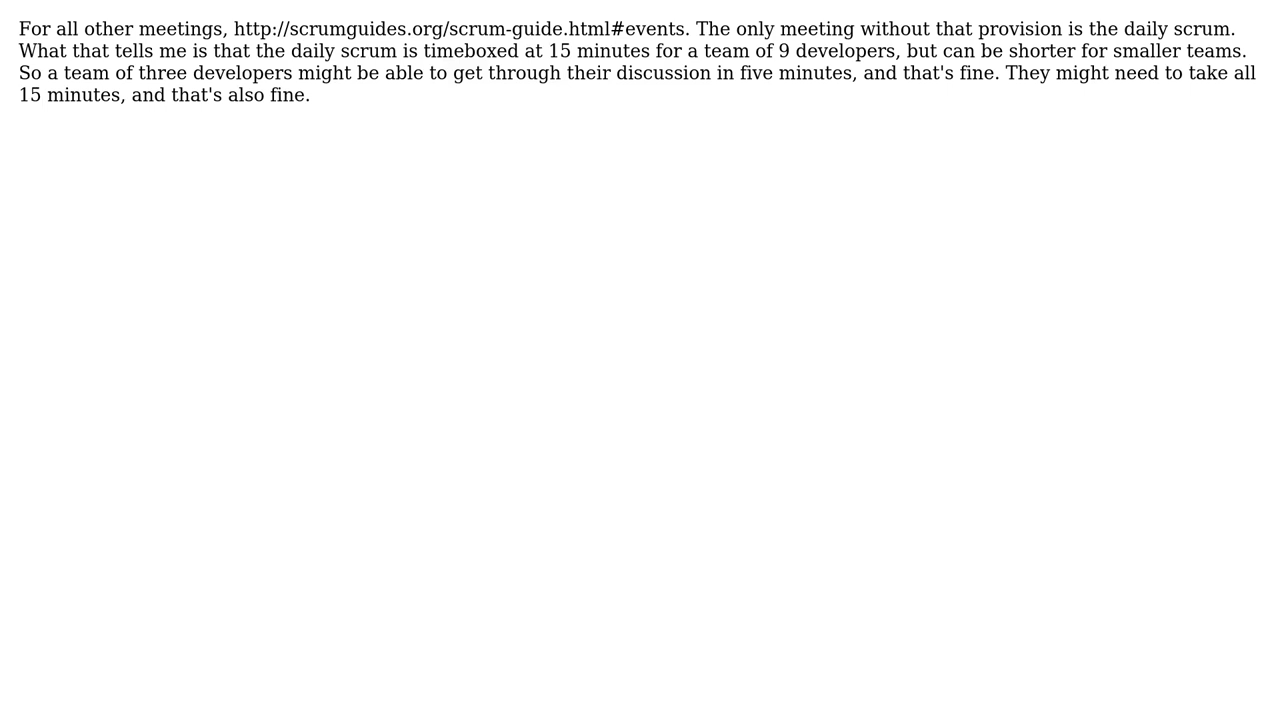 For all other meetings, http://scrumguides.org/scrum-guide.html#events. The only meeting without that provision is the daily scrum.
What that tells me is that the daily scrum is timeboxed at 15 minutes for a team of 9 developers, but can be shorter for smaller teams.
So a team of three developers might be able to get through their discussion in five minutes, and that's fine. They might need to take all
15 minutes, and that's also fine.